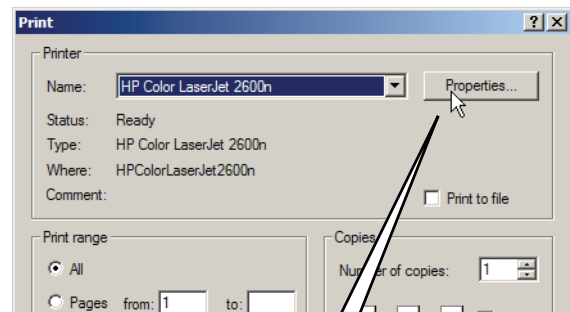 Print
Printer
Name: HP Color LaserJet 2600n Properties...
Status: Ready
Type: HP Color LaserJet 2600n
Where: HPColorLaserJet2600n
Comment: Print to file
Print range Copies
All Number of copies: 1
Pages from: 1 to: